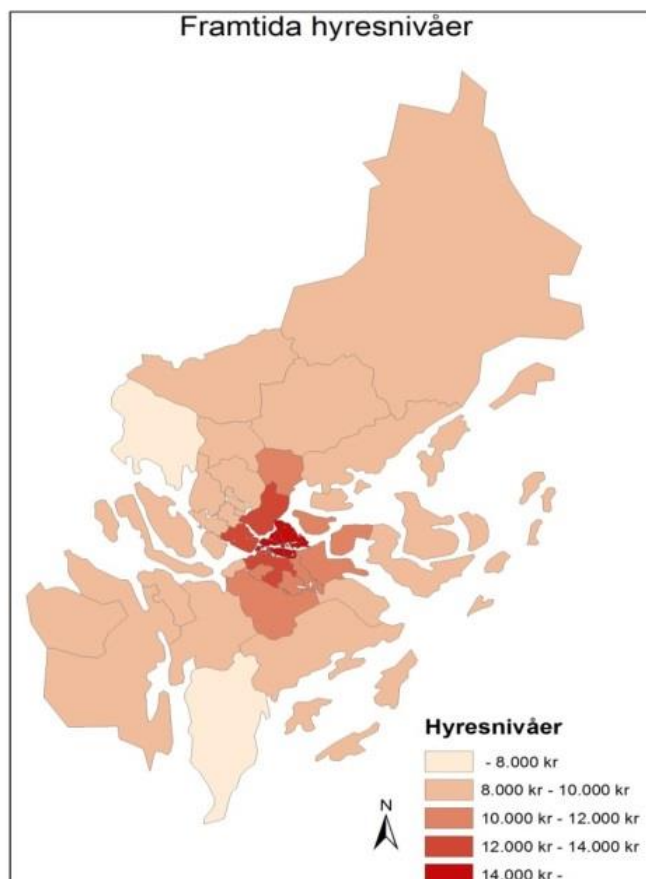 Framtida hyresnivåer
Hyresnivåer
- 8.000 kr
8.000 kr - 10.000 kr
10.000 kr - 12.000 kr
12.000 kr - 14.000 kr
14.000 kr -
N